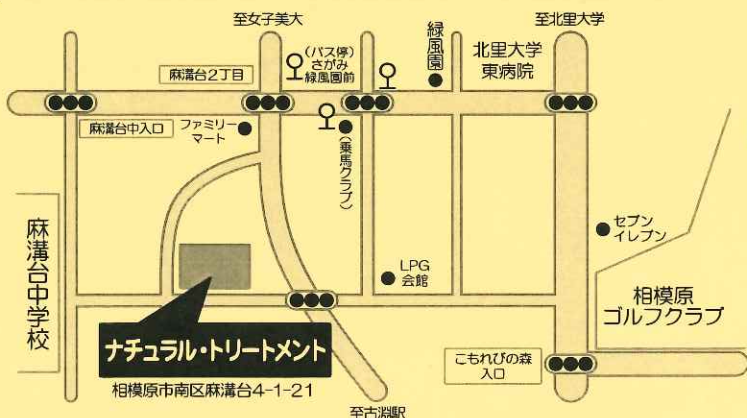 至女子美大
至北里大学
(バス停)
さがみ
緑風園前
緑風園
北里大学
東病院
麻溝台2丁目
麻溝台中入口
ファミリー
マート
(乗馬クラブ)
麻溝台中学校
セブン
イレブン
LPG
会館
相模原
ゴルフクラブ
ナチュラル・トリートメント
こもれびの森
入口
相模原市南区麻溝台4-1-21
至古淵駅